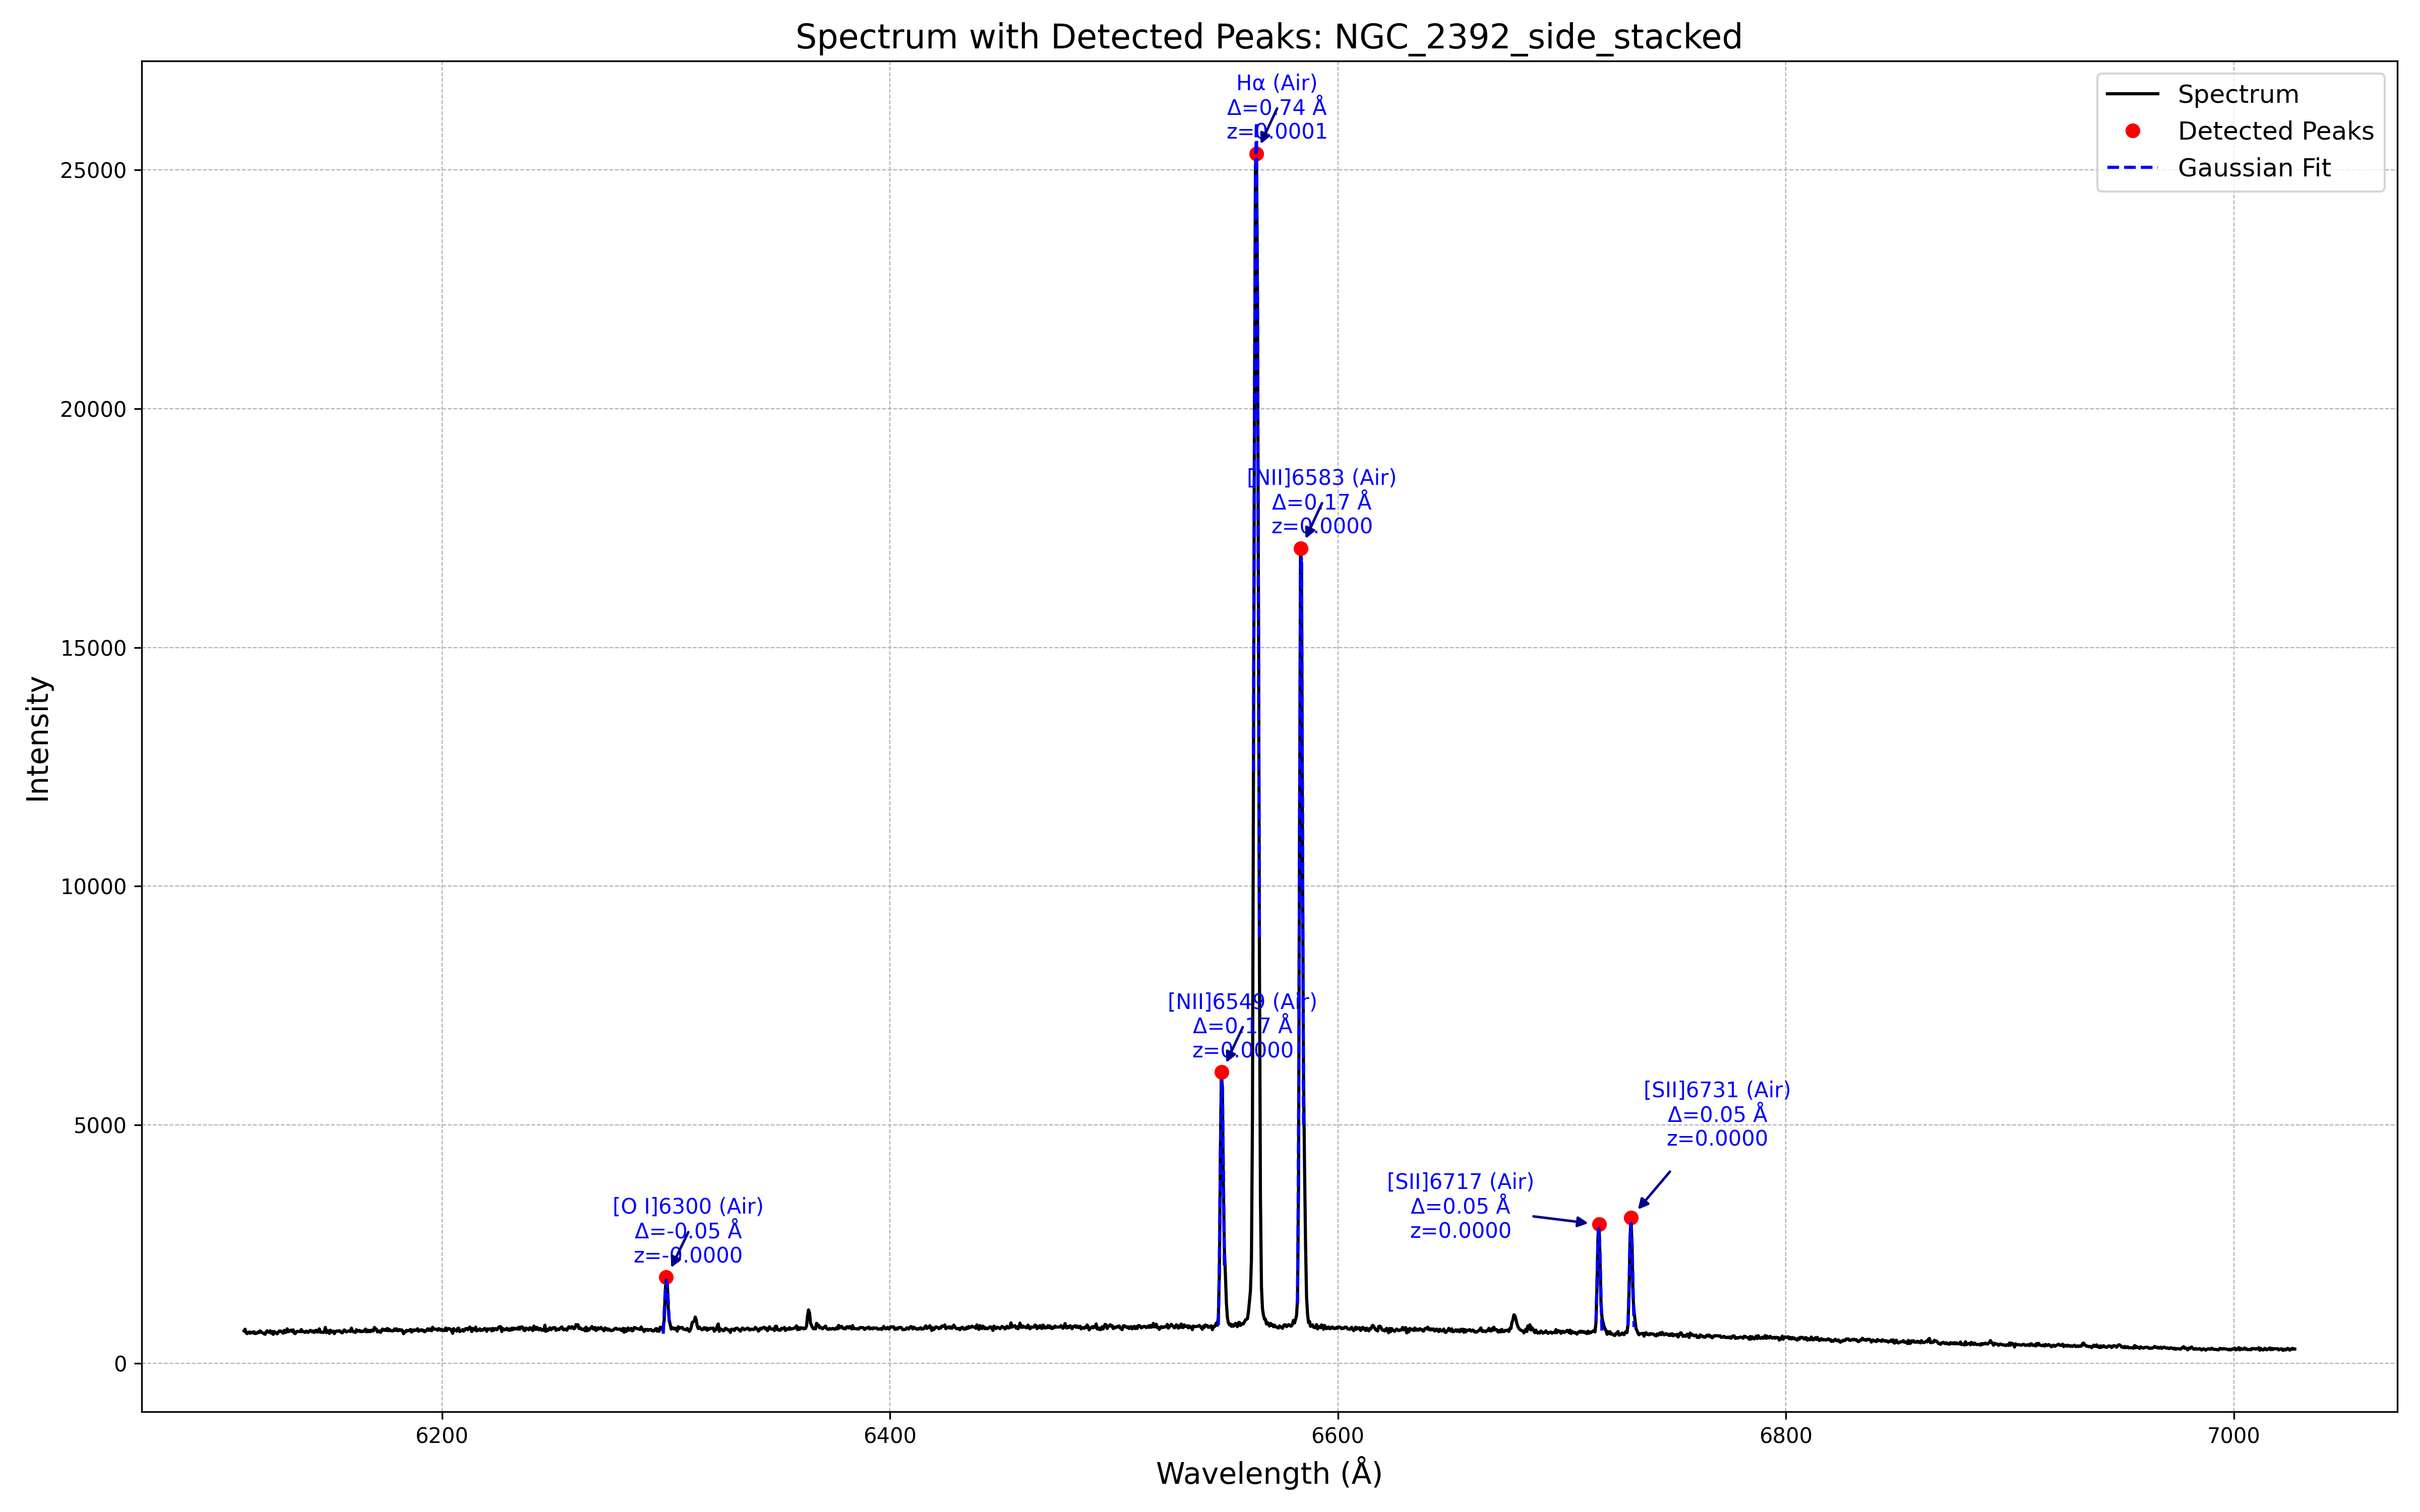 Spectrum with Detected Peaks: NGC_2392_side_stacked
Hα (Air)
Δ=0.74 Å
z=0.0001
Spectrum
Detected Peaks
Gaussian Fit
[NII]6583 (Air)
Δ=0.17 Å
z=0.0000
[NII]6549 (Air)
Δ=0.17 Å
z=0.0000
[SII]6731 (Air)
Δ=0.05 Å
z=0.0000
[SII]6717 (Air)
Δ=0.05 Å
z=0.0000
[O I]6300 (Air)
Δ=-0.05 Å
z=-0.0000
25000
20000
15000
10000
5000
0
Intensity
6200
6400
6600
6800
7000
Wavelength (Å)